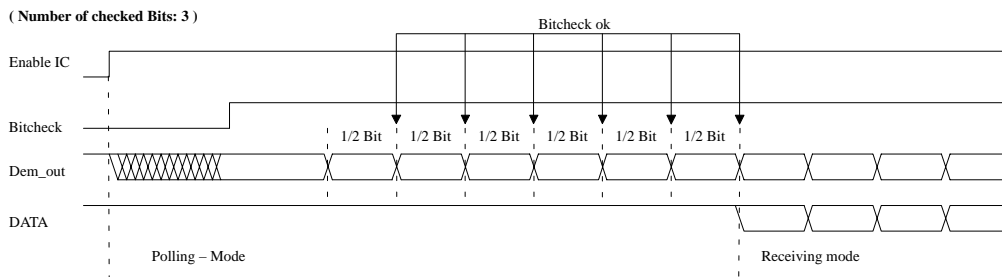 ( Number of checked Bits: 3 )
Bitcheck ok
Enable IC
Bitcheck
1/2 Bit 1/2 Bit 1/2 Bit 1/2 Bit 1/2 Bit 1/2 Bit
Dem_out
DATA
Polling – Mode Receiving mode